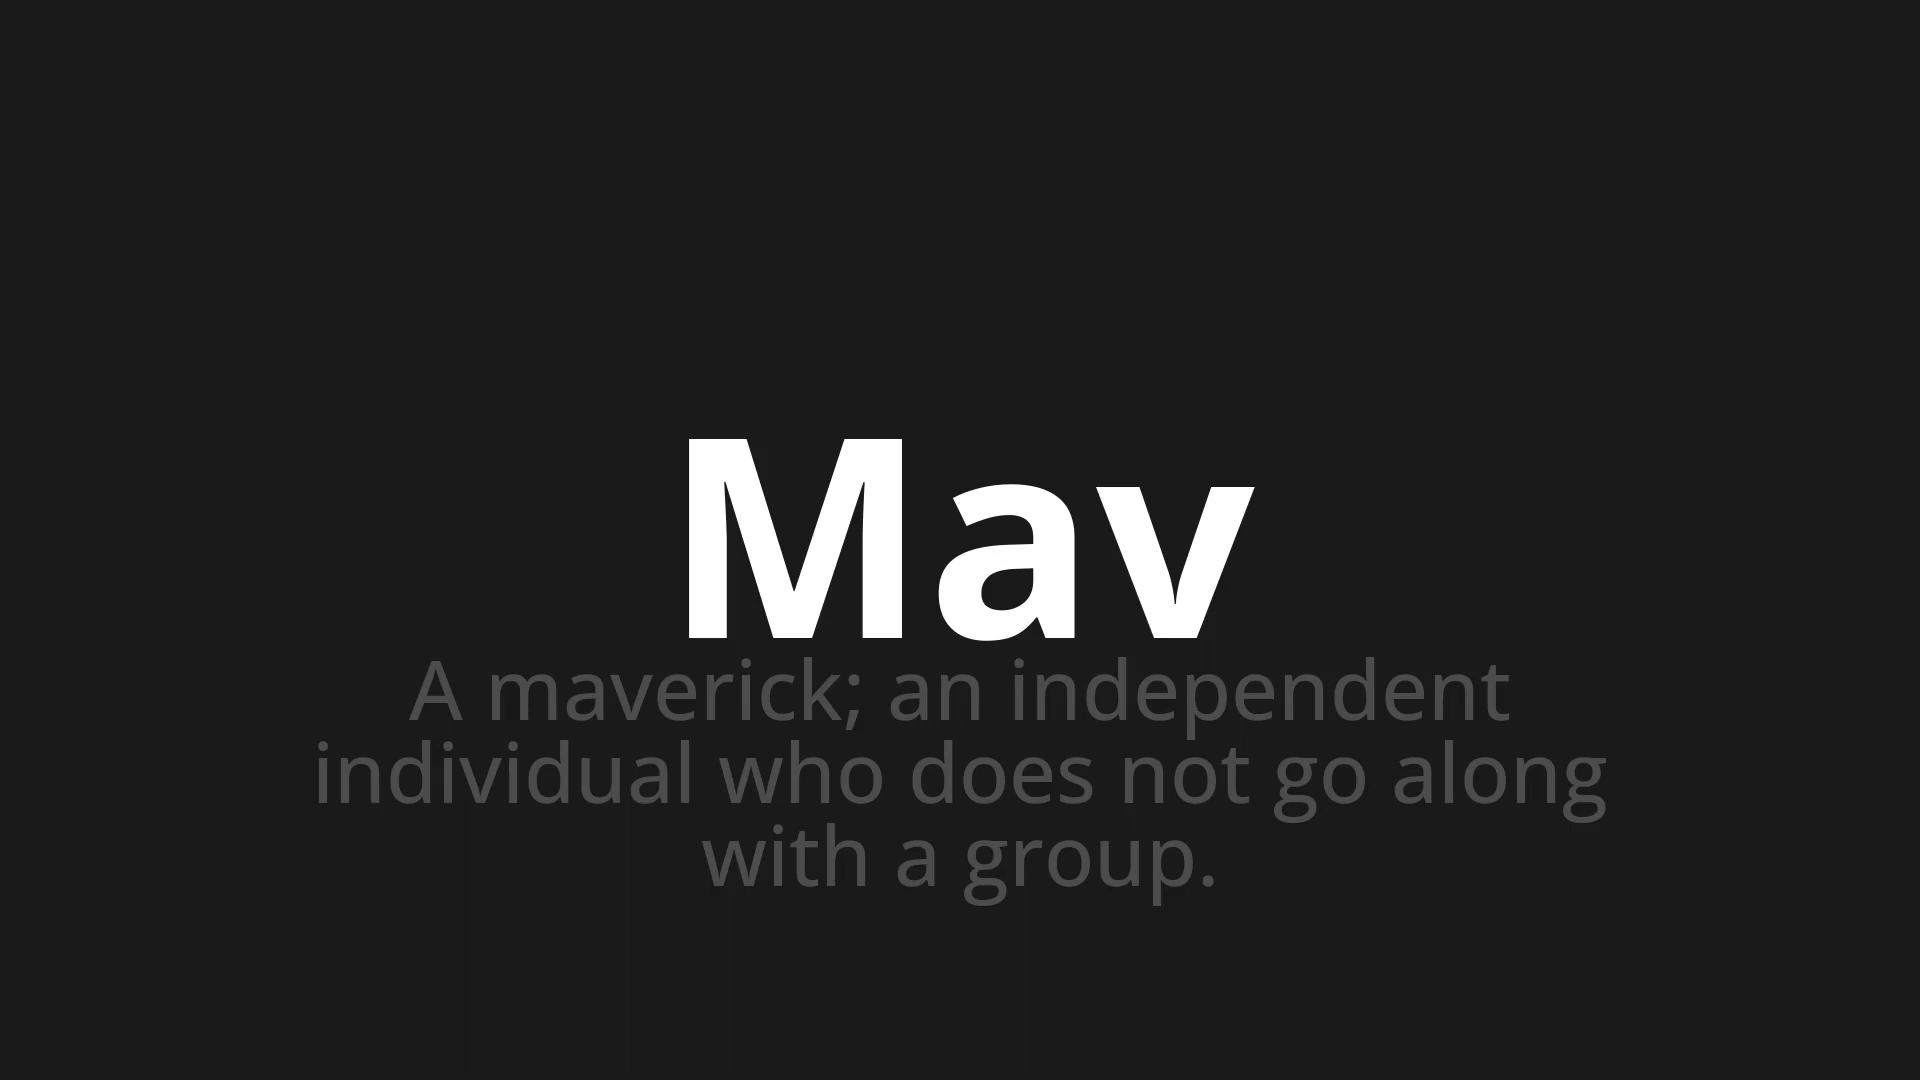 Mav
A maverick; an independent
individual who does not go along
with a group.